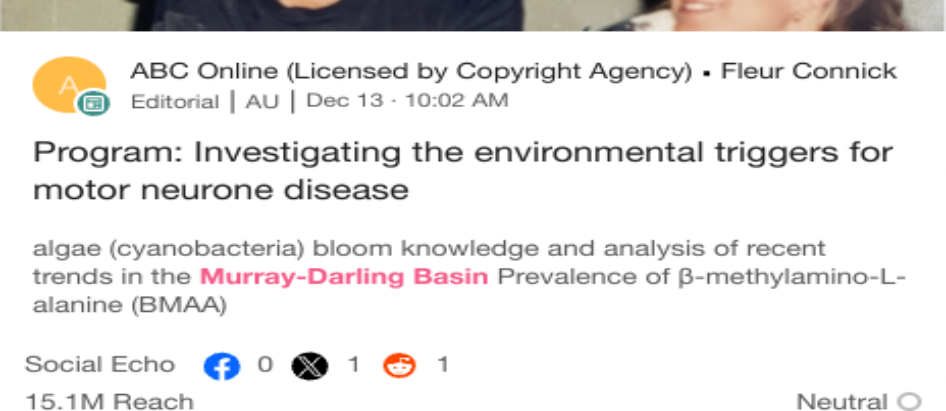 A
ABC Online (Licensed by Copyright Agency) • Fleur Connick
Editorial | AU | Dec 13 · 10:02 AM
Program: Investigating the environmental triggers for
motor neurone disease
algae (cyanobacteria) bloom knowledge and analysis of recent
trends in the Murray-Darling Basin Prevalence of β-methylamino-L-
alanine (BMAA)
Social Echo 0 1 1
15.1M Reach Neutral